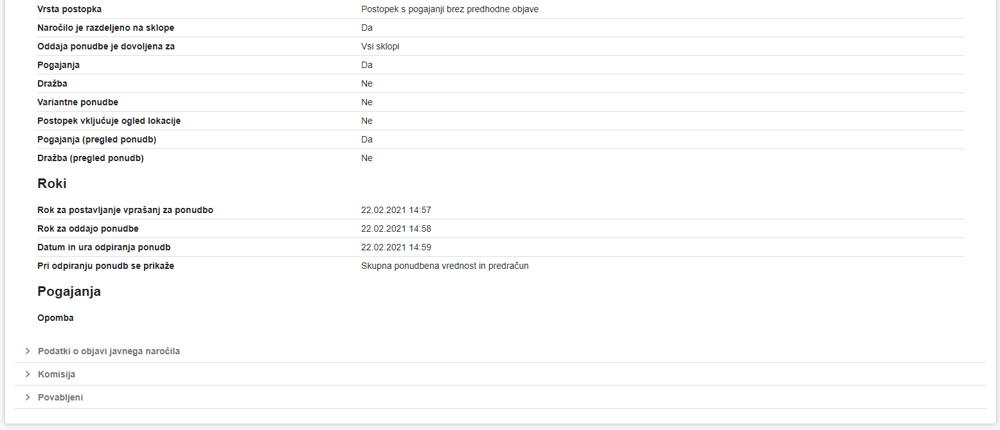 Vrsta postopka Postopek s pogajanji brez predhodne objave
Naročilo je razdeljeno na sklope Da
Oddaja ponudbe je dovoljena za Vsi sklopi
Pogajanja Da
Dražba Ne
Variantne ponudbe Ne
Postopek vključuje ogled lokacije Ne
Pogajanja (pregled ponudb) Da
Dražba (pregled ponudb) Ne
Roki
Rok za postavljanje vprašanj za ponudbo 22.02.2021 14:57
Rok za oddajo ponudbe 22.02.2021 14:58
Datum in ura odpiranja ponudb 22.02.2021 14:59
Pri odpiranju ponudb se prikaže Skupna ponudbena vrednost in predračun
Pogajanja
Opomba
Podatki o objavi javnega naročila
Komisija
Povabljeni